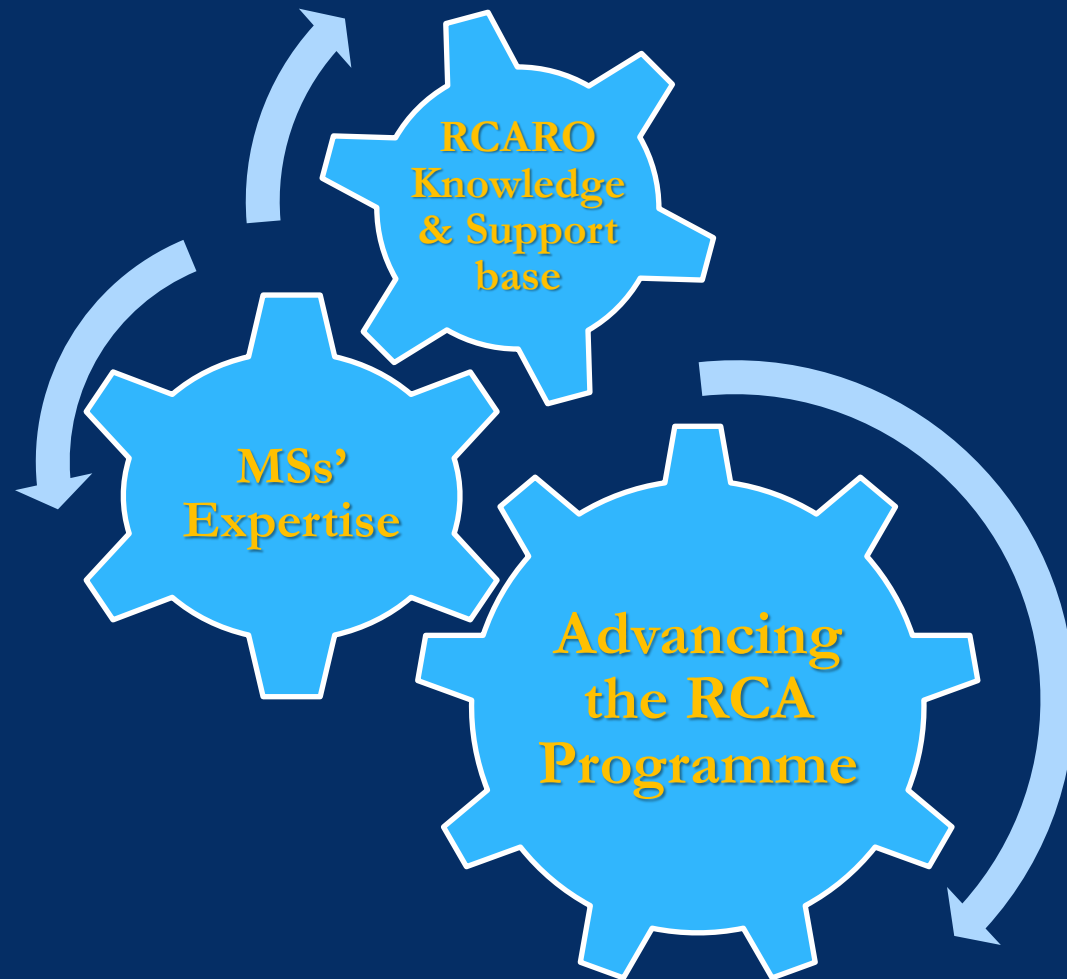 RCARO
Knowledge
& Support
base
MSs’
Expertise
Advancing
the RCA
Programme